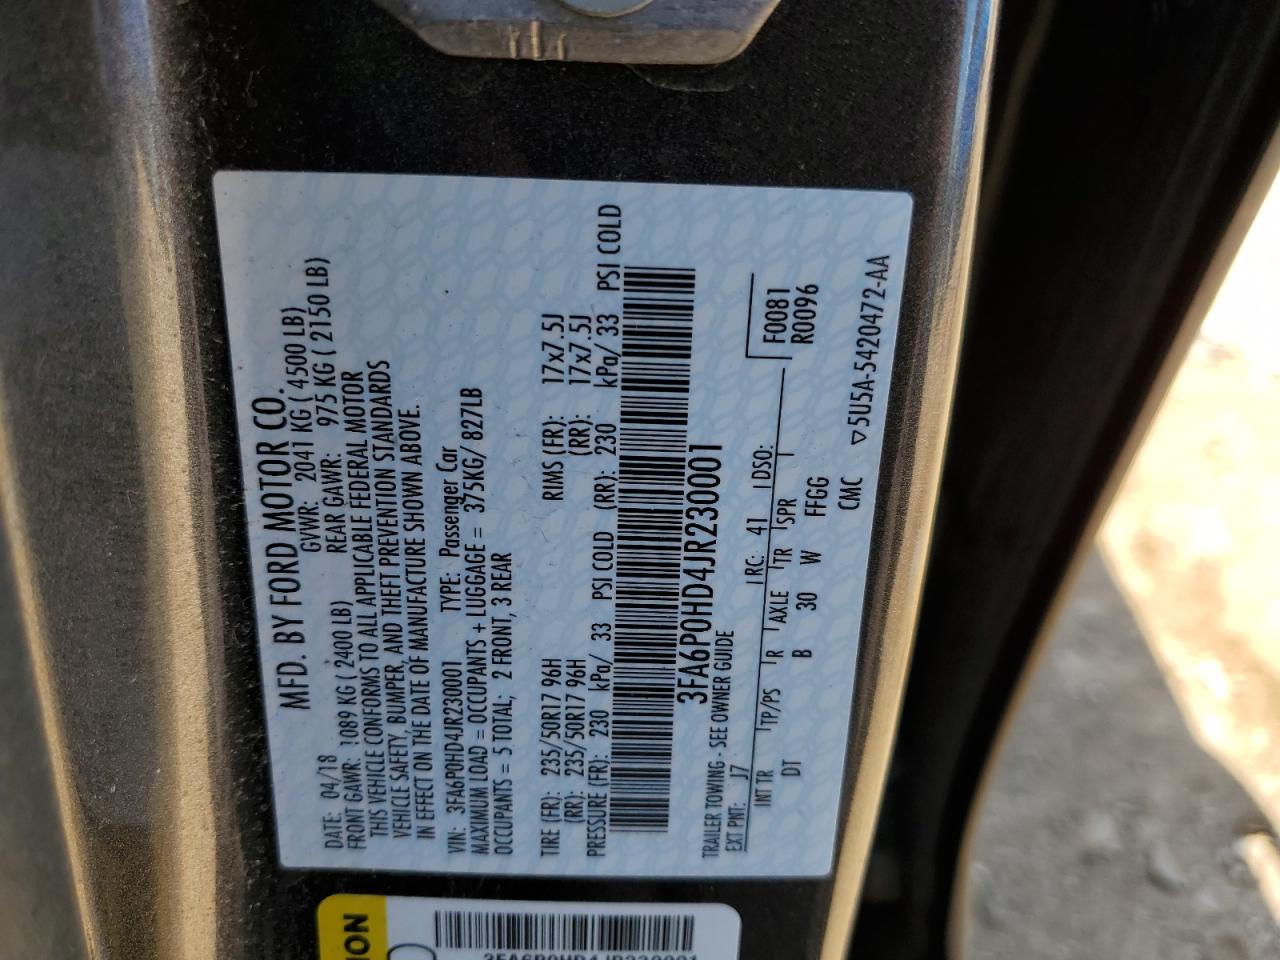 MFD. BY FORD MOTOR CO.
DATE: 04/18 GVWR: 2041 KG ( 4500 LB)
FRONT GAWR: 1089 KG ( 2400 LB) REAR GAWR: 975 KG ( 2150 LB)
THIS VEHICLE CONFORMS TO ALL APPLICABLE FEDERAL MOTOR
VEHICLE SAFETY, BUMPER, AND THEFT PREVENTION STANDARDS
IN EFFECT ON THE DATE OF MANUFACTURE SHOWN ABOVE.
VIN: 3FA6P0HD4JR230001 TYPE: Passenger Car
MAXIMUM LOAD = OCCUPANTS + LUGGAGE = 375KG/ 827LB
OCCUPANTS = 5 TOTAL; 2 FRONT, 3 REAR
TIRE (FR): 235/50R17 96H RIMS (FR): 17x7.5J
(RR): 235/50R17 96H (RR): 17x7.5J
PRESSURE (FR): 230 kPa/ 33 PSI COLD (RR): 230 kPa/ 33 PSI COLD
3FA6P0HD4JR230001
TRAILER TOWING - SEE OWNER GUIDE
EXT PNT: J7 RC: 41 DSO: F0081
INT TR TP/PS R AXLE TR SPR R0096
DT B 30 W FFGG
CMC ▽5U5A-5420472-AA
ION
3FA6P0HD4JR230001